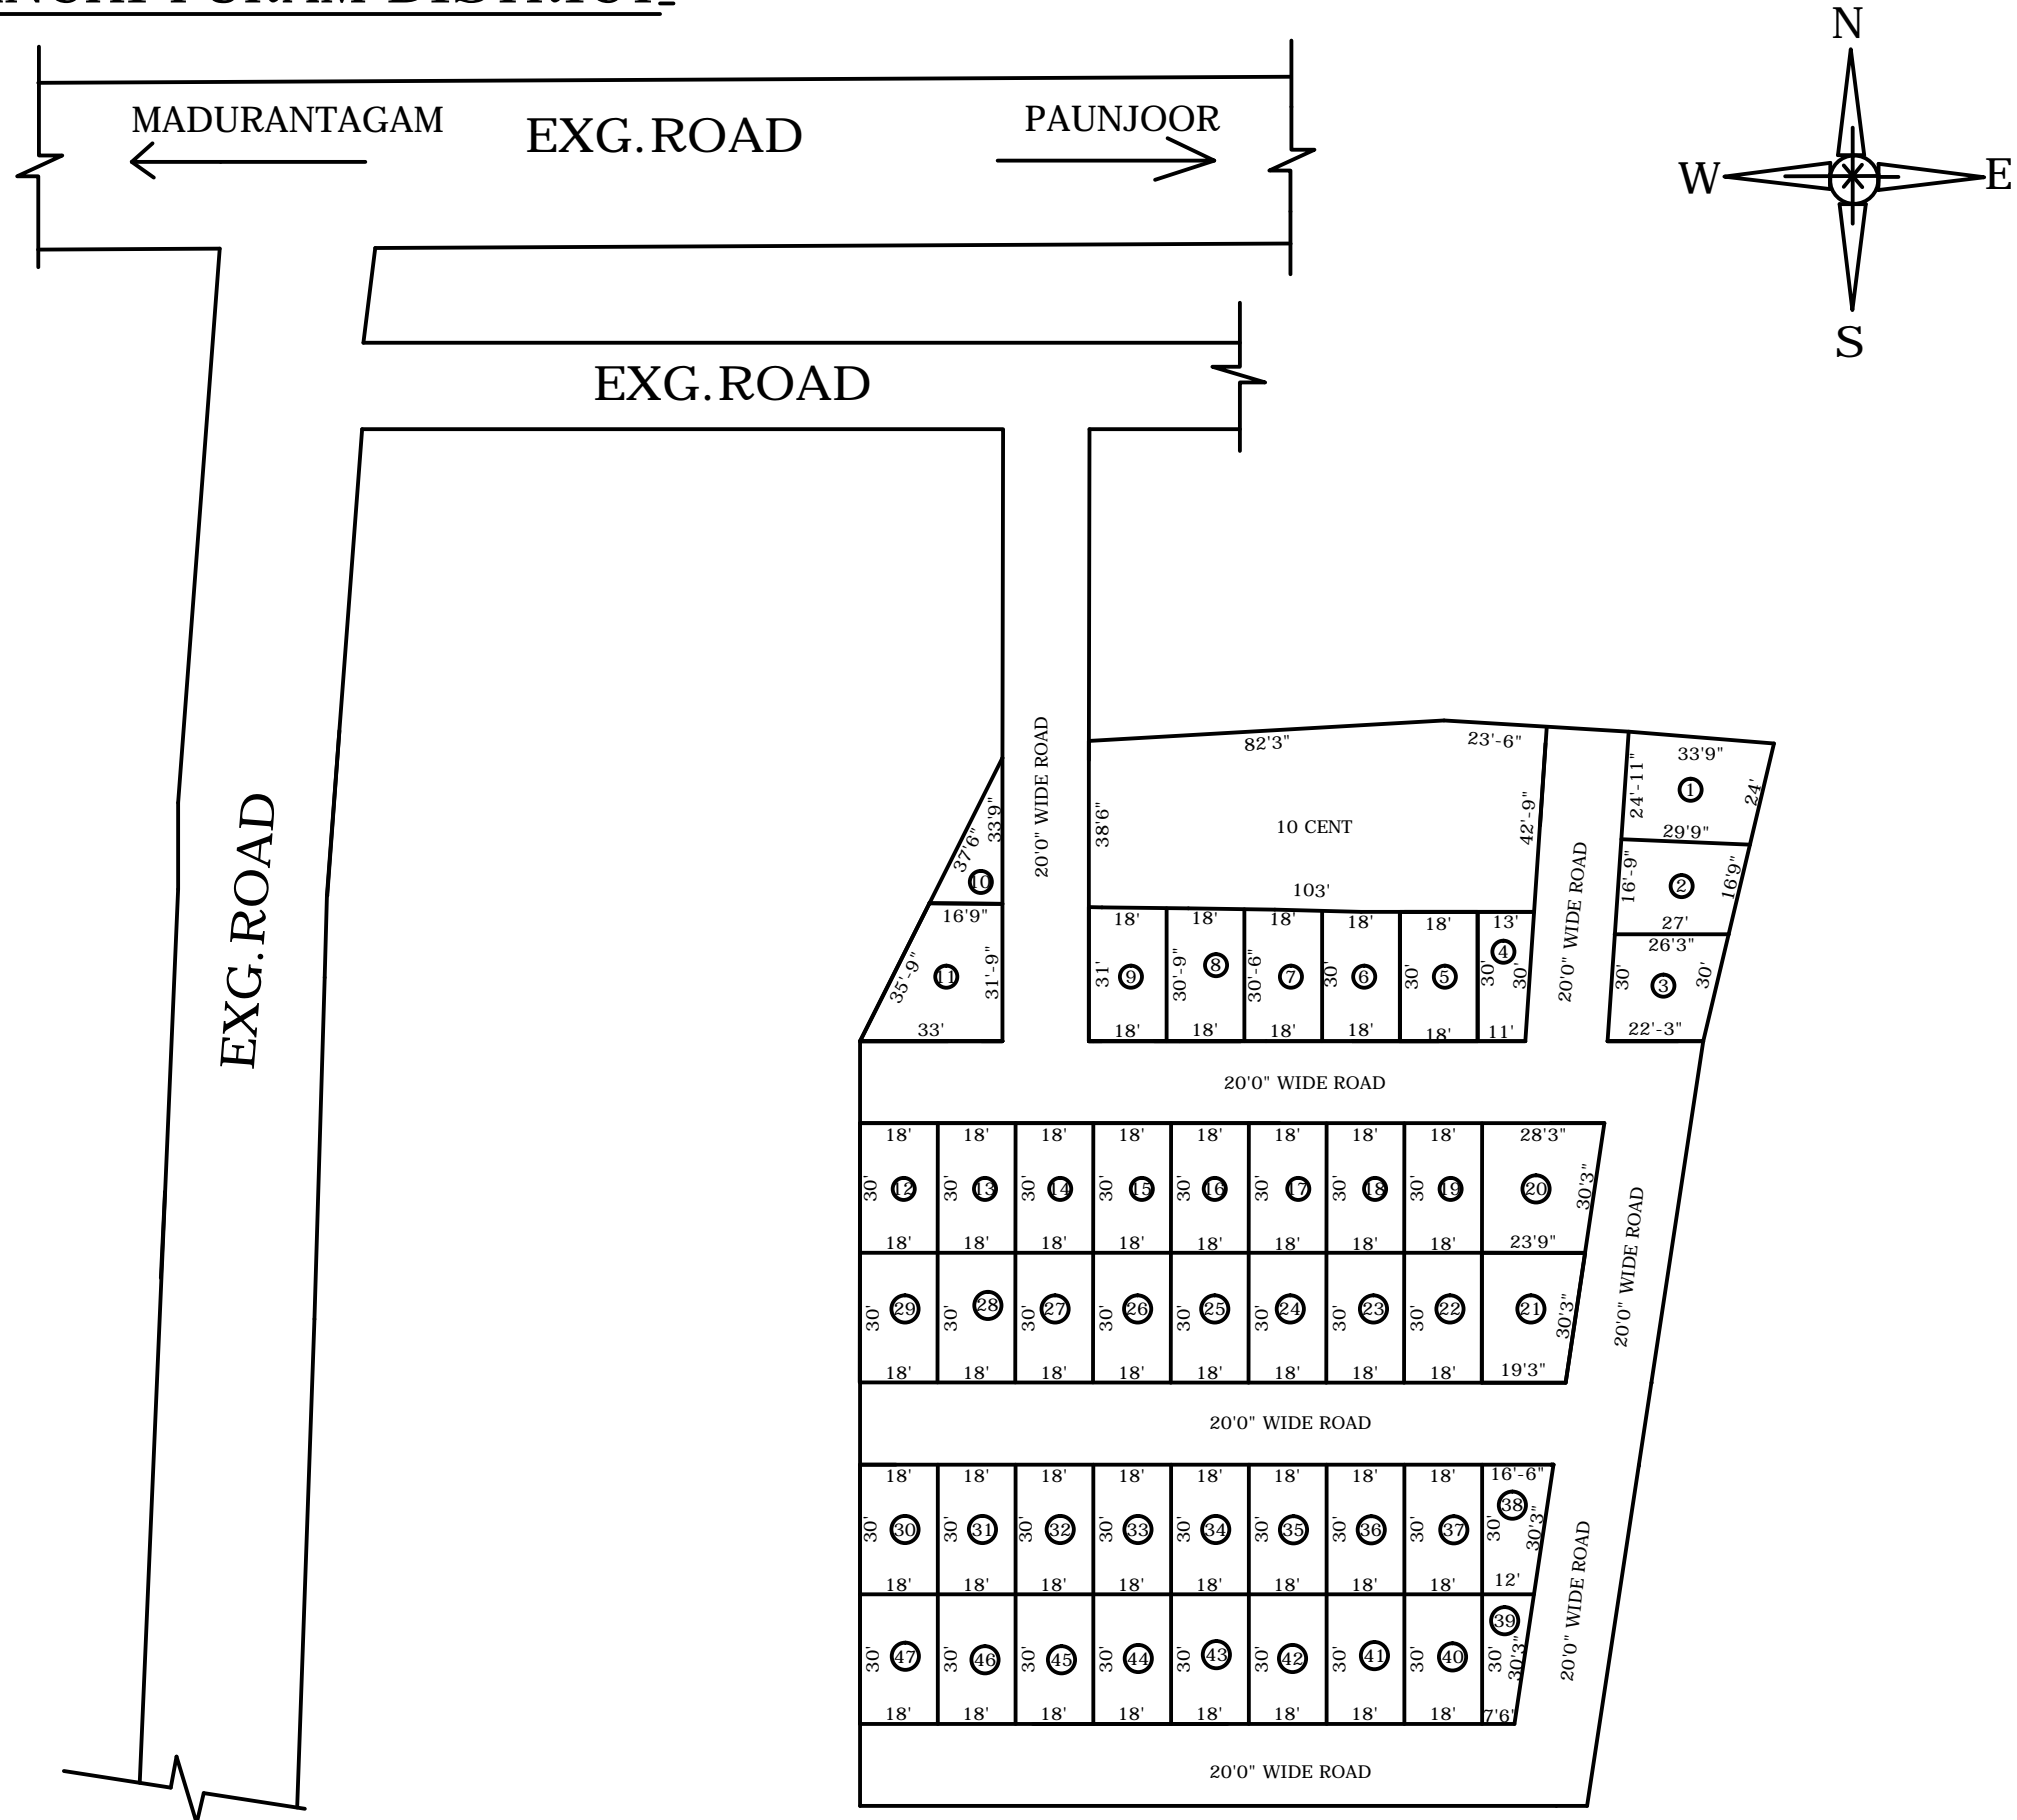 DISTRICT.
N
W
E
S
MADURANTAGAM
EXG.ROAD
PAUNJOOR
EXG.ROAD
EXG.ROAD
20'0" WIDE ROAD
82'3"
23'-6"
38'6"
10 CENT
42'-9"
103'
20'0" WIDE ROAD
33'9"
24'-11"
1
24'
29'9"
16'-9"
2
16'9"
27'
26'3"
30'
3
30'
22'-3"
37'6"
33'9"
10
16'9"
35'-9"
11
31'-9"
33'
18' 18' 18' 18' 18' 13'
31' 9 30'-9" 8 30'-6" 7 30' 6 30' 5 30' 4 30'
18' 18' 18' 18' 18' 11'
20'0" WIDE ROAD
18' 18' 18' 18' 18' 18' 18' 18' 28'3"
30' 12 30' 13 30' 14 30' 15 30' 16 30' 17 30' 18 30' 19 20 30'3"
18' 18' 18' 18' 18' 18' 18' 18' 23'9"
20'0" WIDE ROAD
30' 29 30' 28 30' 27 30' 26 30' 25 30' 24 30' 23 30' 22 21 30'3"
18' 18' 18' 18' 18' 18' 18' 18' 19'3"
20'0" WIDE ROAD
18' 18' 18' 18' 18' 18' 18' 18' 16'-6"
30' 30 30' 31 30' 32 30' 33 30' 34 30' 35 30' 36 30' 37 30' 38 30'3"
18' 18' 18' 18' 18' 18' 18' 18' 12'
20'0" WIDE ROAD
30' 47 30' 46 30' 45 30' 44 30' 43 30' 42 30' 41 30' 40 30' 39 30'3"
18' 18' 18' 18' 18' 18' 18' 18' 7'6'
20'0" WIDE ROAD